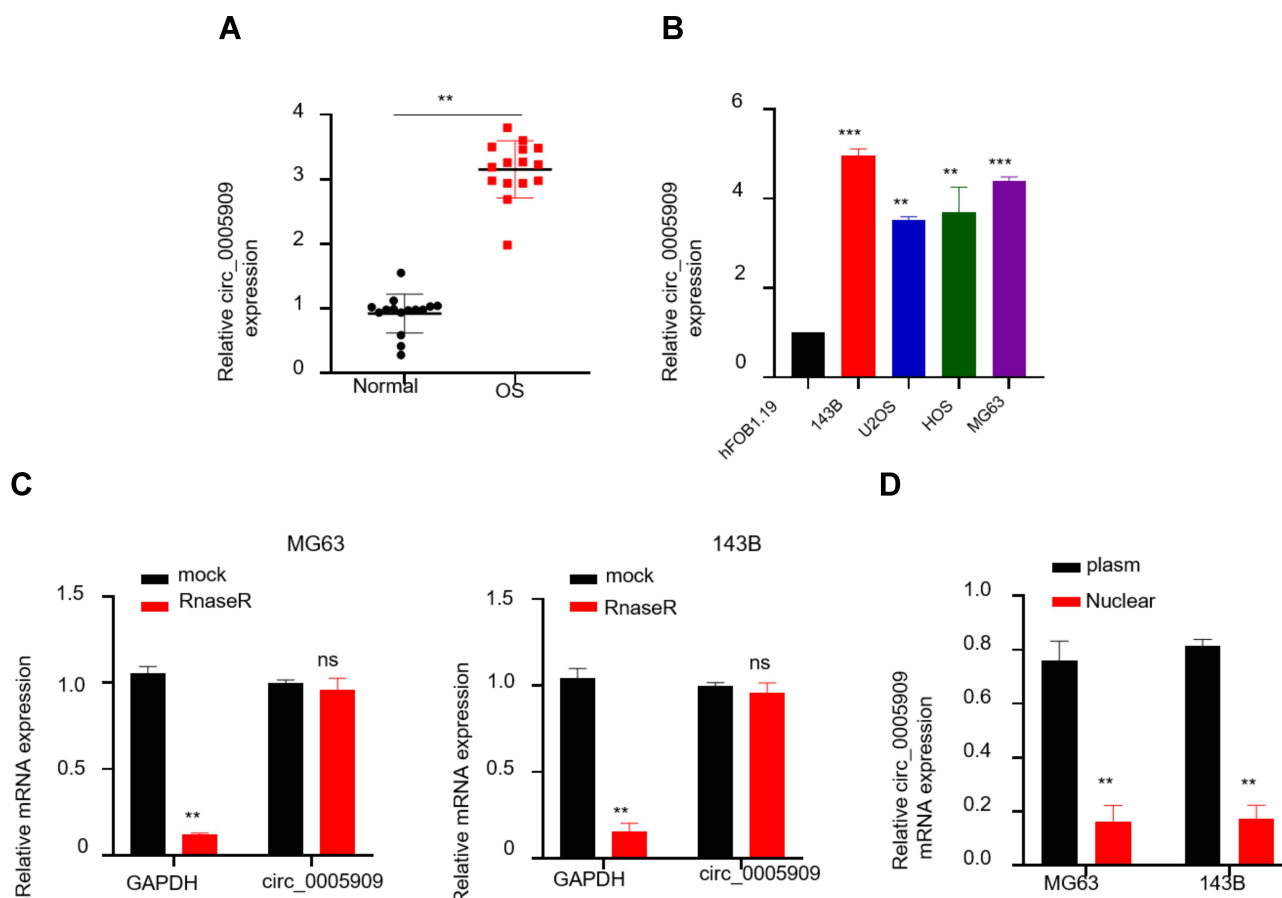 A
Relative circ_0005909
expression
4
3
2
1
0
**
Normal
OS
B
Relative circ_0005909
expression
6
4
2
0
***
**
**
***
hFOB1.19
143B
U2OS
HOS
MG63
C
MG63
mock
RnaseR
Relative mRNA expression
1.5
1.0
0.5
0
**
ns
GAPDH
circ_0005909
143B
mock
RnaseR
Relative mRNA expression
1.5
1.0
0.5
0
**
ns
GAPDH
circ_0005909
D
plasm
Nuclear
Relative circ_0005909
mRNA expression
1.0
0.8
0.6
0.4
0.2
0.0
**
**
MG63
143B